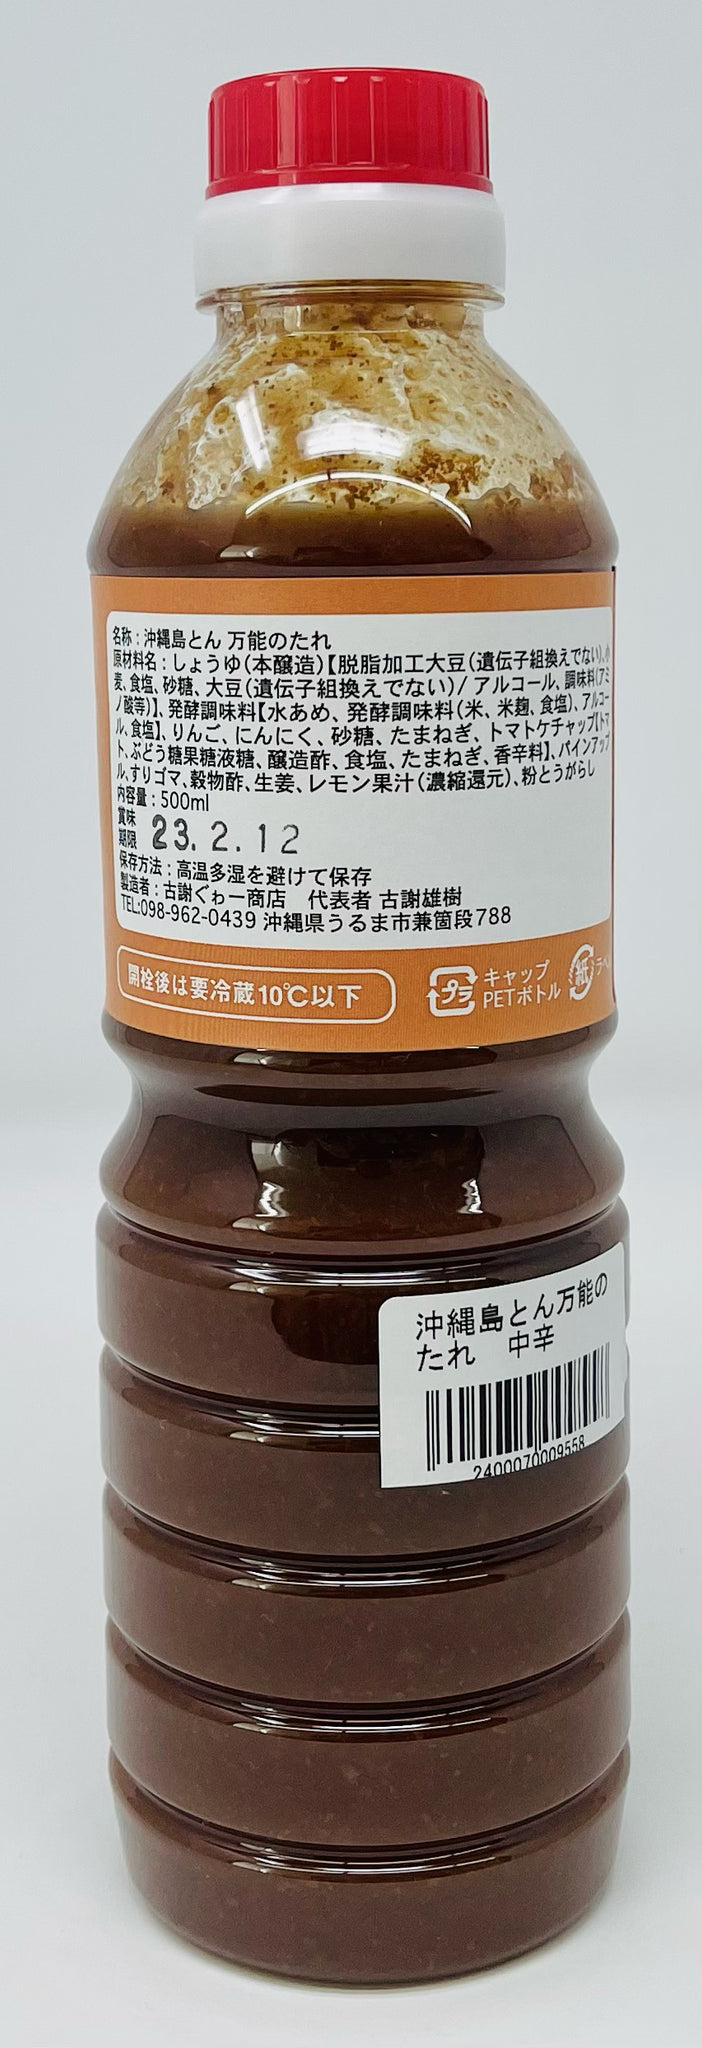 名称：沖縄島とん 万能のたれ
原材料名：しょうゆ(本醸造)【脱脂加工大豆(遺伝子組換えでない)、小
麦、食塩、砂糖、大豆(遺伝子組換えでない)/ アルコール、調味料(アミ
ノ酸等)】、発酵調味料【水あめ、発酵調味料(米、米麹、食塩)、アルコー
ル、食塩】、りんご、にんにく、砂糖、たまねぎ、トマトケチャップ【トマ
ト、ぶどう糖果糖液糖、醸造酢、食塩、たまねぎ、香辛料】、パインアップ
ル、すりゴマ、穀物酢、生姜、レモン果汁(濃縮還元)、粉とうがらし
内容量：500ml
賞味
期限 23.2.12
保存方法：高温多湿を避けて保存
製造者：古謝ぐゎー商店 代表者 古謝雄樹
TEL:098-962-0439 沖縄県うるま市兼箇段788
開栓後は要冷蔵10℃以下
プラ キャップ
PETボトル
紙 ラベ
沖縄島とん万能の
たれ 中辛
2400070009558